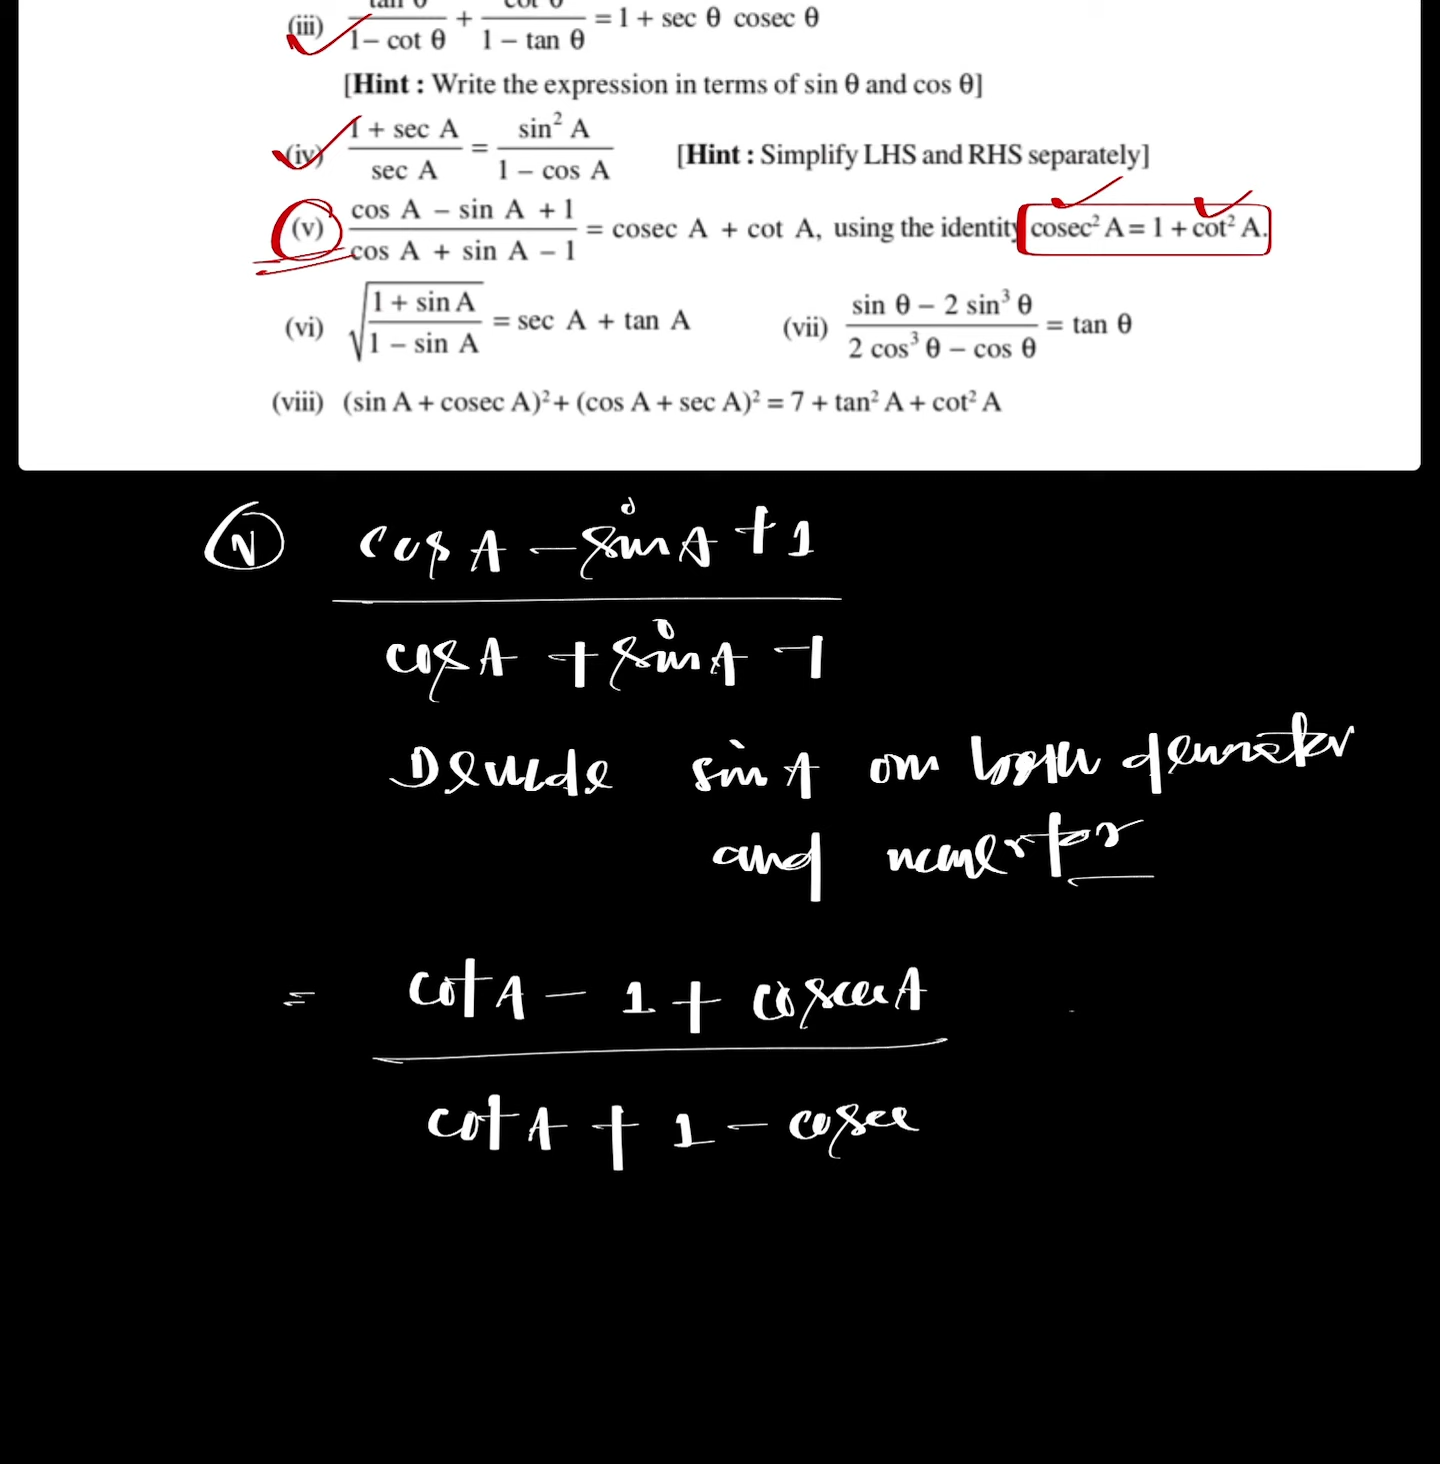 (iii) tan θ / 1 − cot θ + cot θ / 1 − tan θ = 1 + sec θ cosec θ
[Hint : Write the expression in terms of sin θ and cos θ]
(iv) 1 + sec A / sec A = sin² A / 1 − cos A [Hint : Simplify LHS and RHS separately]
(v) cos A − sin A + 1 / cos A + sin A − 1 = cosec A + cot A, using the identity cosec² A = 1 + cot² A.
(vi) √(1 + sin A / 1 − sin A) = sec A + tan A (vii) sin θ − 2 sin³ θ / 2 cos³ θ − cos θ = tan θ
(viii) (sin A + cosec A)² + (cos A + sec A)² = 7 + tan² A + cot² A
(V) cos A − sin A + 1
cos A + sin A − 1
sin A on both
and
= cot A − 1 + cosec A
cot A + 1 − cosec